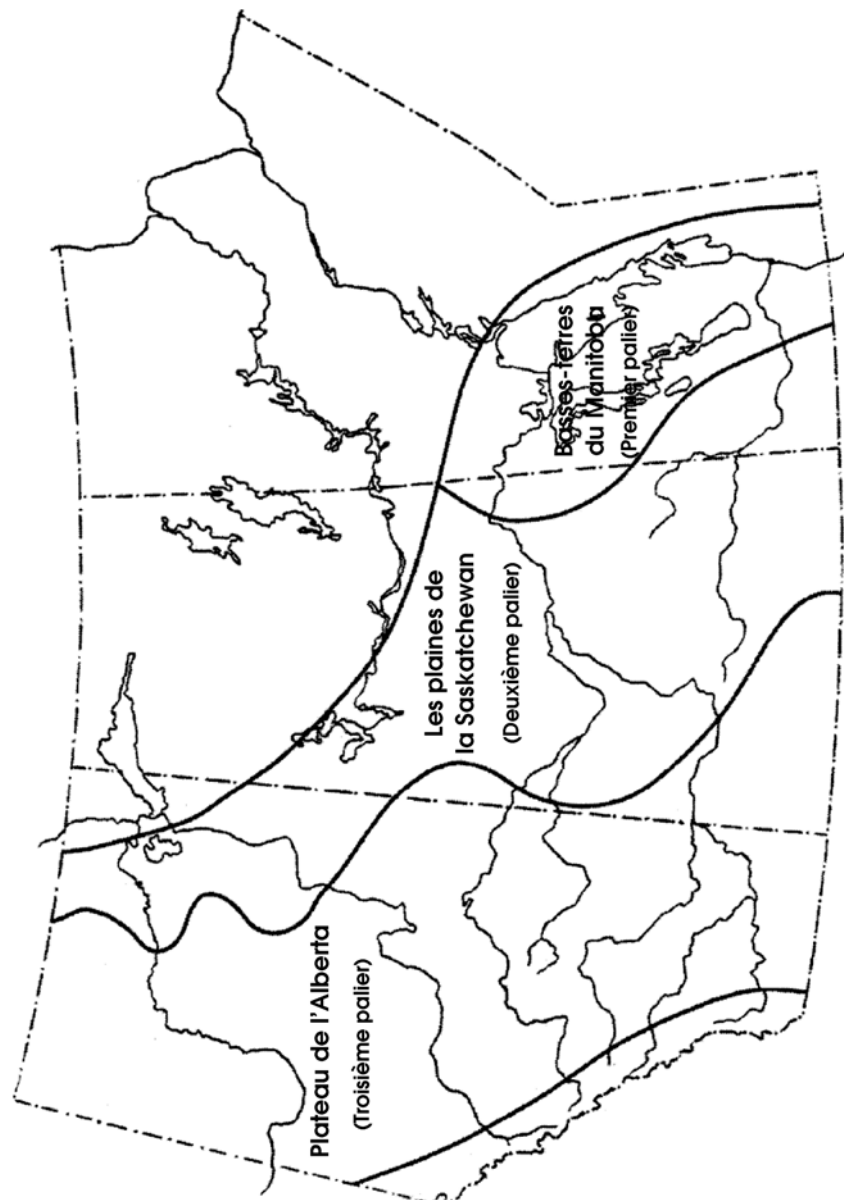 Plateau de l'Alberta
(Troisième palier)
Les plaines de
la Saskatchewan
(Deuxième palier)
Basses-terres
du Manitoba
(Premier palier)